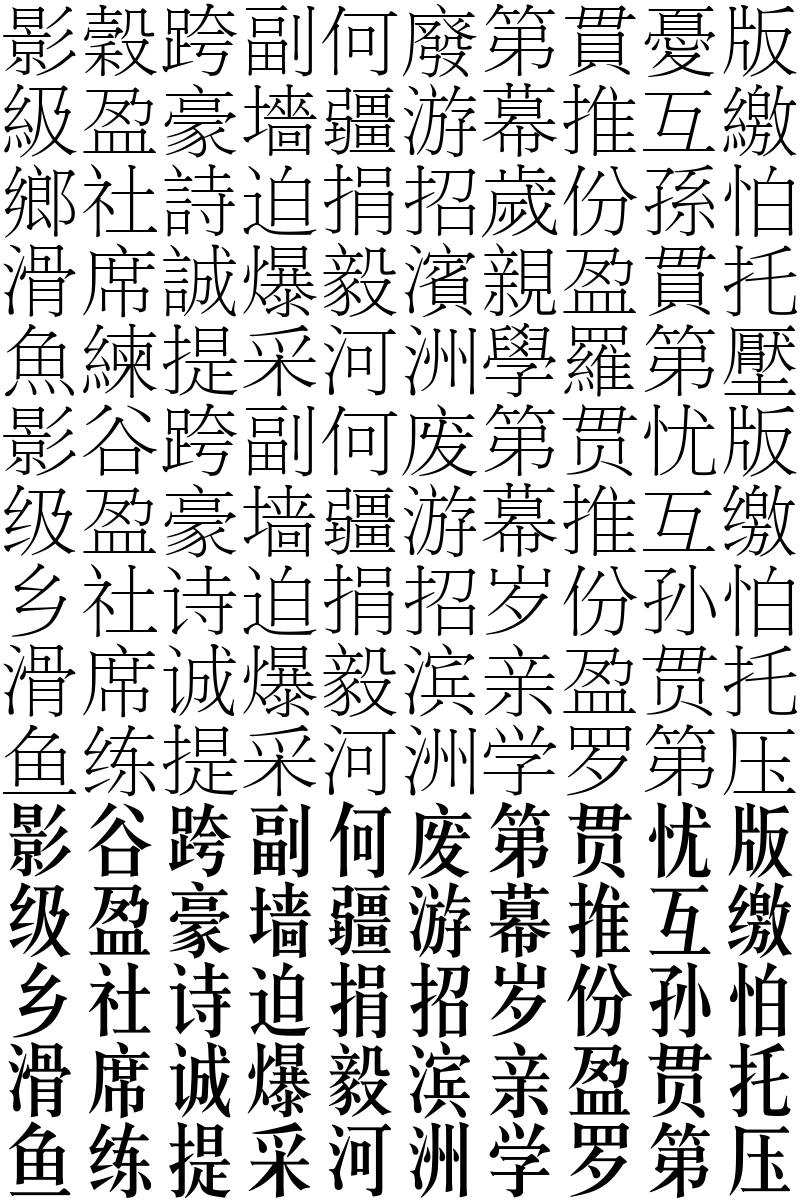 影穀跨副何廢第貫憂版
級盈豪墻疆游幕推互繳
鄉社詩迫捐招歲份孫怕
滑席誠爆毅濱親盈貫托
魚練提采河洲學羅第壓
影谷跨副何废第贯忧版
级盈豪墙疆游幕推互缴
乡社诗迫捐招岁份孙怕
滑席诚爆毅滨亲盈贯托
鱼练提采河洲学罗第压
影谷跨副何废第贯忧版
级盈豪墙疆游幕推互缴
乡社诗迫捐招岁份孙怕
滑席诚爆毅滨亲盈贯托
鱼练提采河洲学罗第压